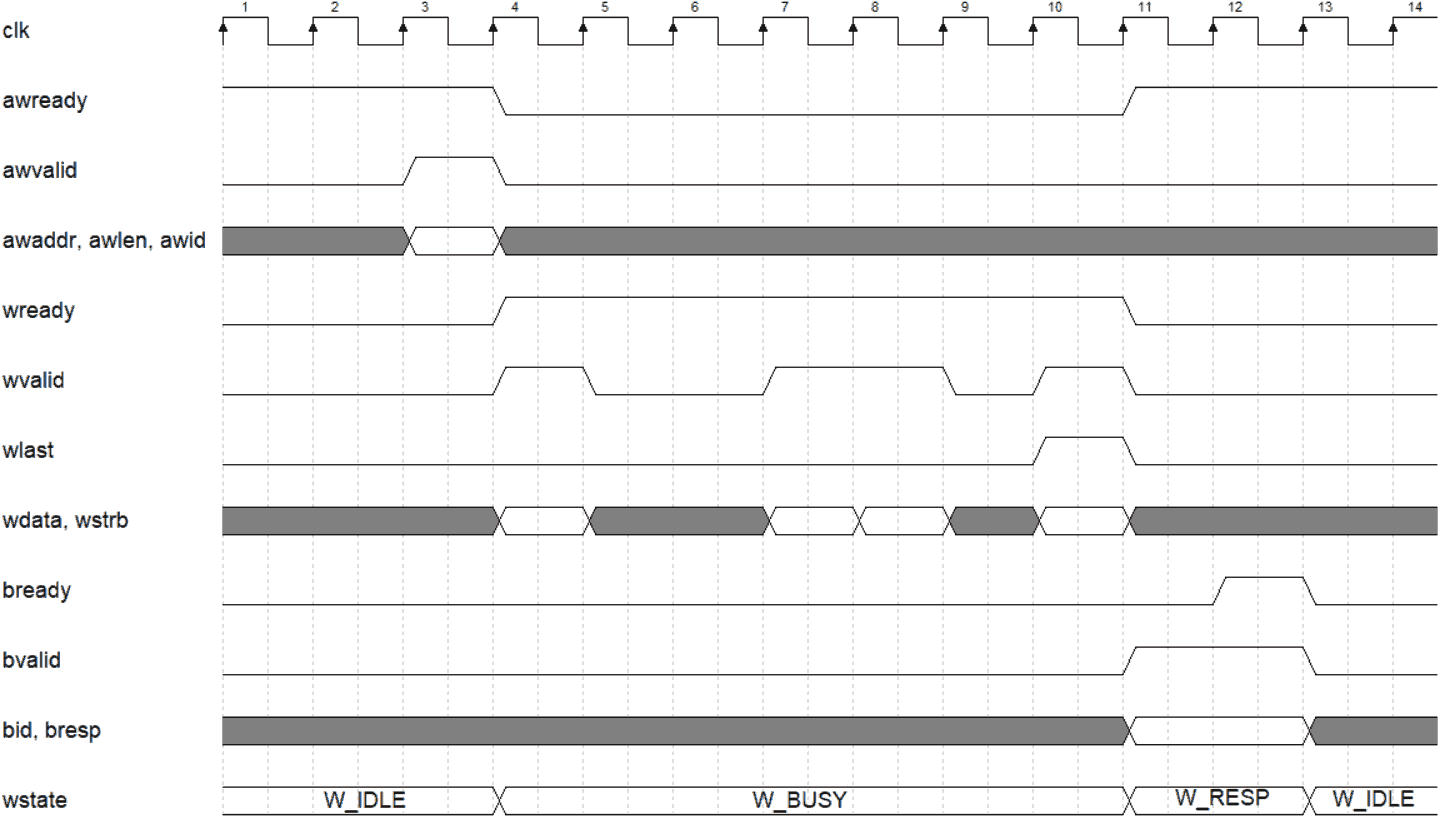 1 2 3 4 5 6 7 8 9 10 11 12 13 14
clk
awready
awvalid
awaddr, awlen, awid
wready
wvalid
wlast
wdata, wstrb
bready
bvalid
bid, bresp
wstate W_IDLE W_BUSY W_RESP W_IDLE